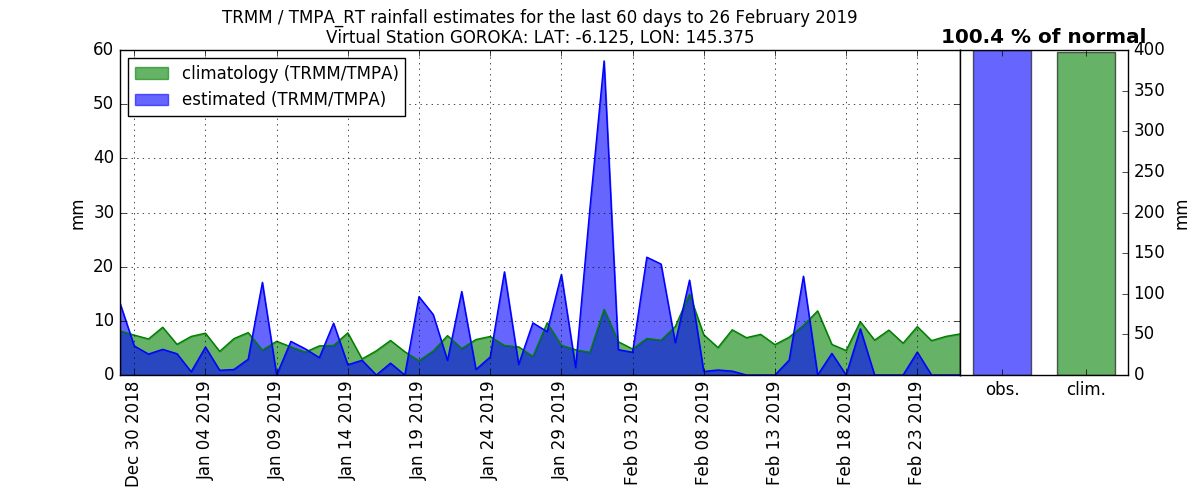 TRMM / TMPA_RT rainfall estimates for the last 60 days to 26 February 2019
Virtual Station GOROKA: LAT: -6.125, LON: 145.375
100.4 % of normal
climatology (TRMM/TMPA)
estimated (TRMM/TMPA)
60
50
40
30
20
10
0
mm
400
350
300
250
200
150
100
50
0
mm
Dec 30 2018
Jan 04 2019
Jan 09 2019
Jan 14 2019
Jan 19 2019
Jan 24 2019
Jan 29 2019
Feb 03 2019
Feb 08 2019
Feb 13 2019
Feb 18 2019
Feb 23 2019
obs.
clim.